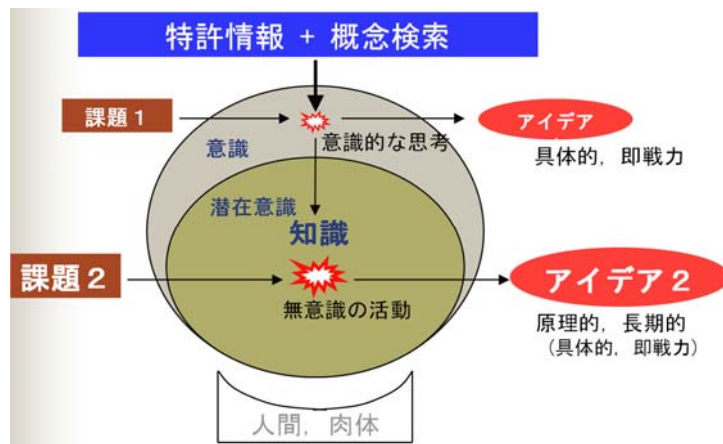 特許情報 + 概念検索
課題1
アイデア
意識
意識的な思考
具体的, 即戦力
潜在意識
知識
課題2
アイデア2
無意識の活動
原理的, 長期的
(具体的, 即戦力)
人間, 肉体